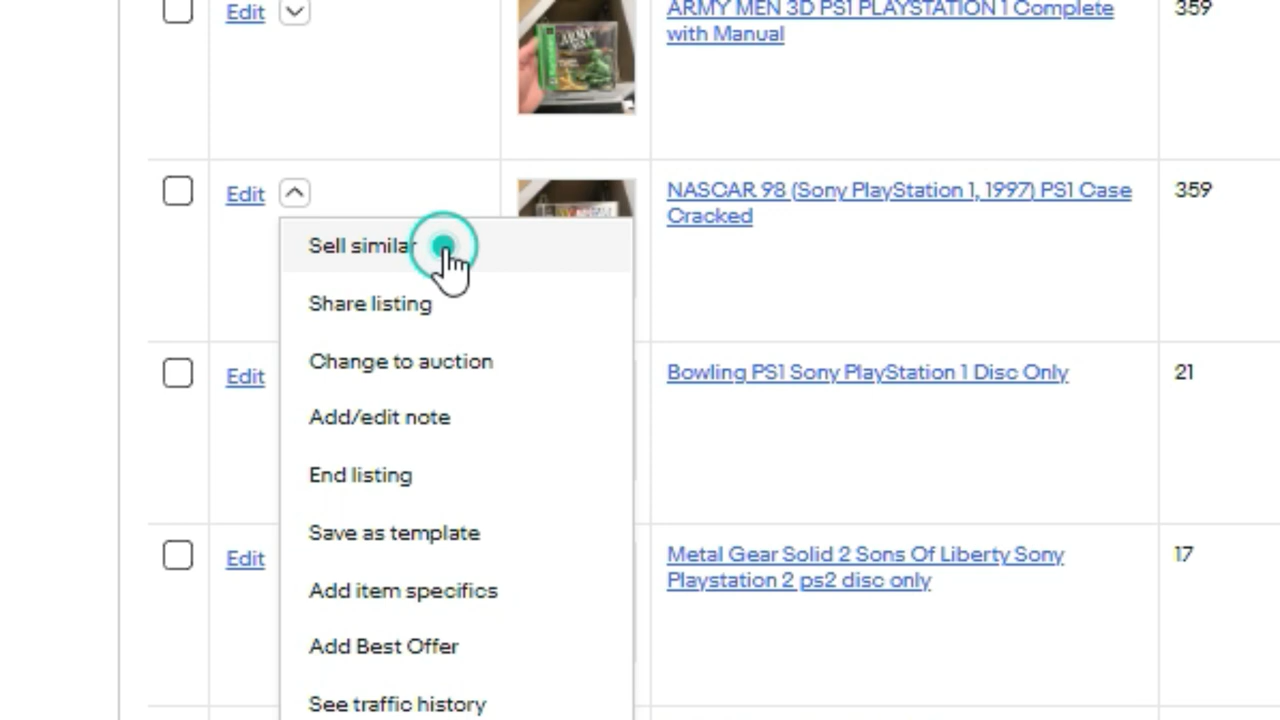 Edit
ARMY MEN 3D PS1 PLAYSTATION 1 Complete
with Manual
359
ARMY
MEN
Edit
NASCAR 98 (Sony PlayStation 1, 1997) PS1 Case
Cracked
359
Sell similar
Share listing
Change to auction
Add/edit note
End listing
Save as template
Add item specifics
Add Best Offer
See traffic history
Edit
Bowling PS1 Sony PlayStation 1 Disc Only
21
Edit
Metal Gear Solid 2 Sons Of Liberty Sony
Playstation 2 ps2 disc only
17